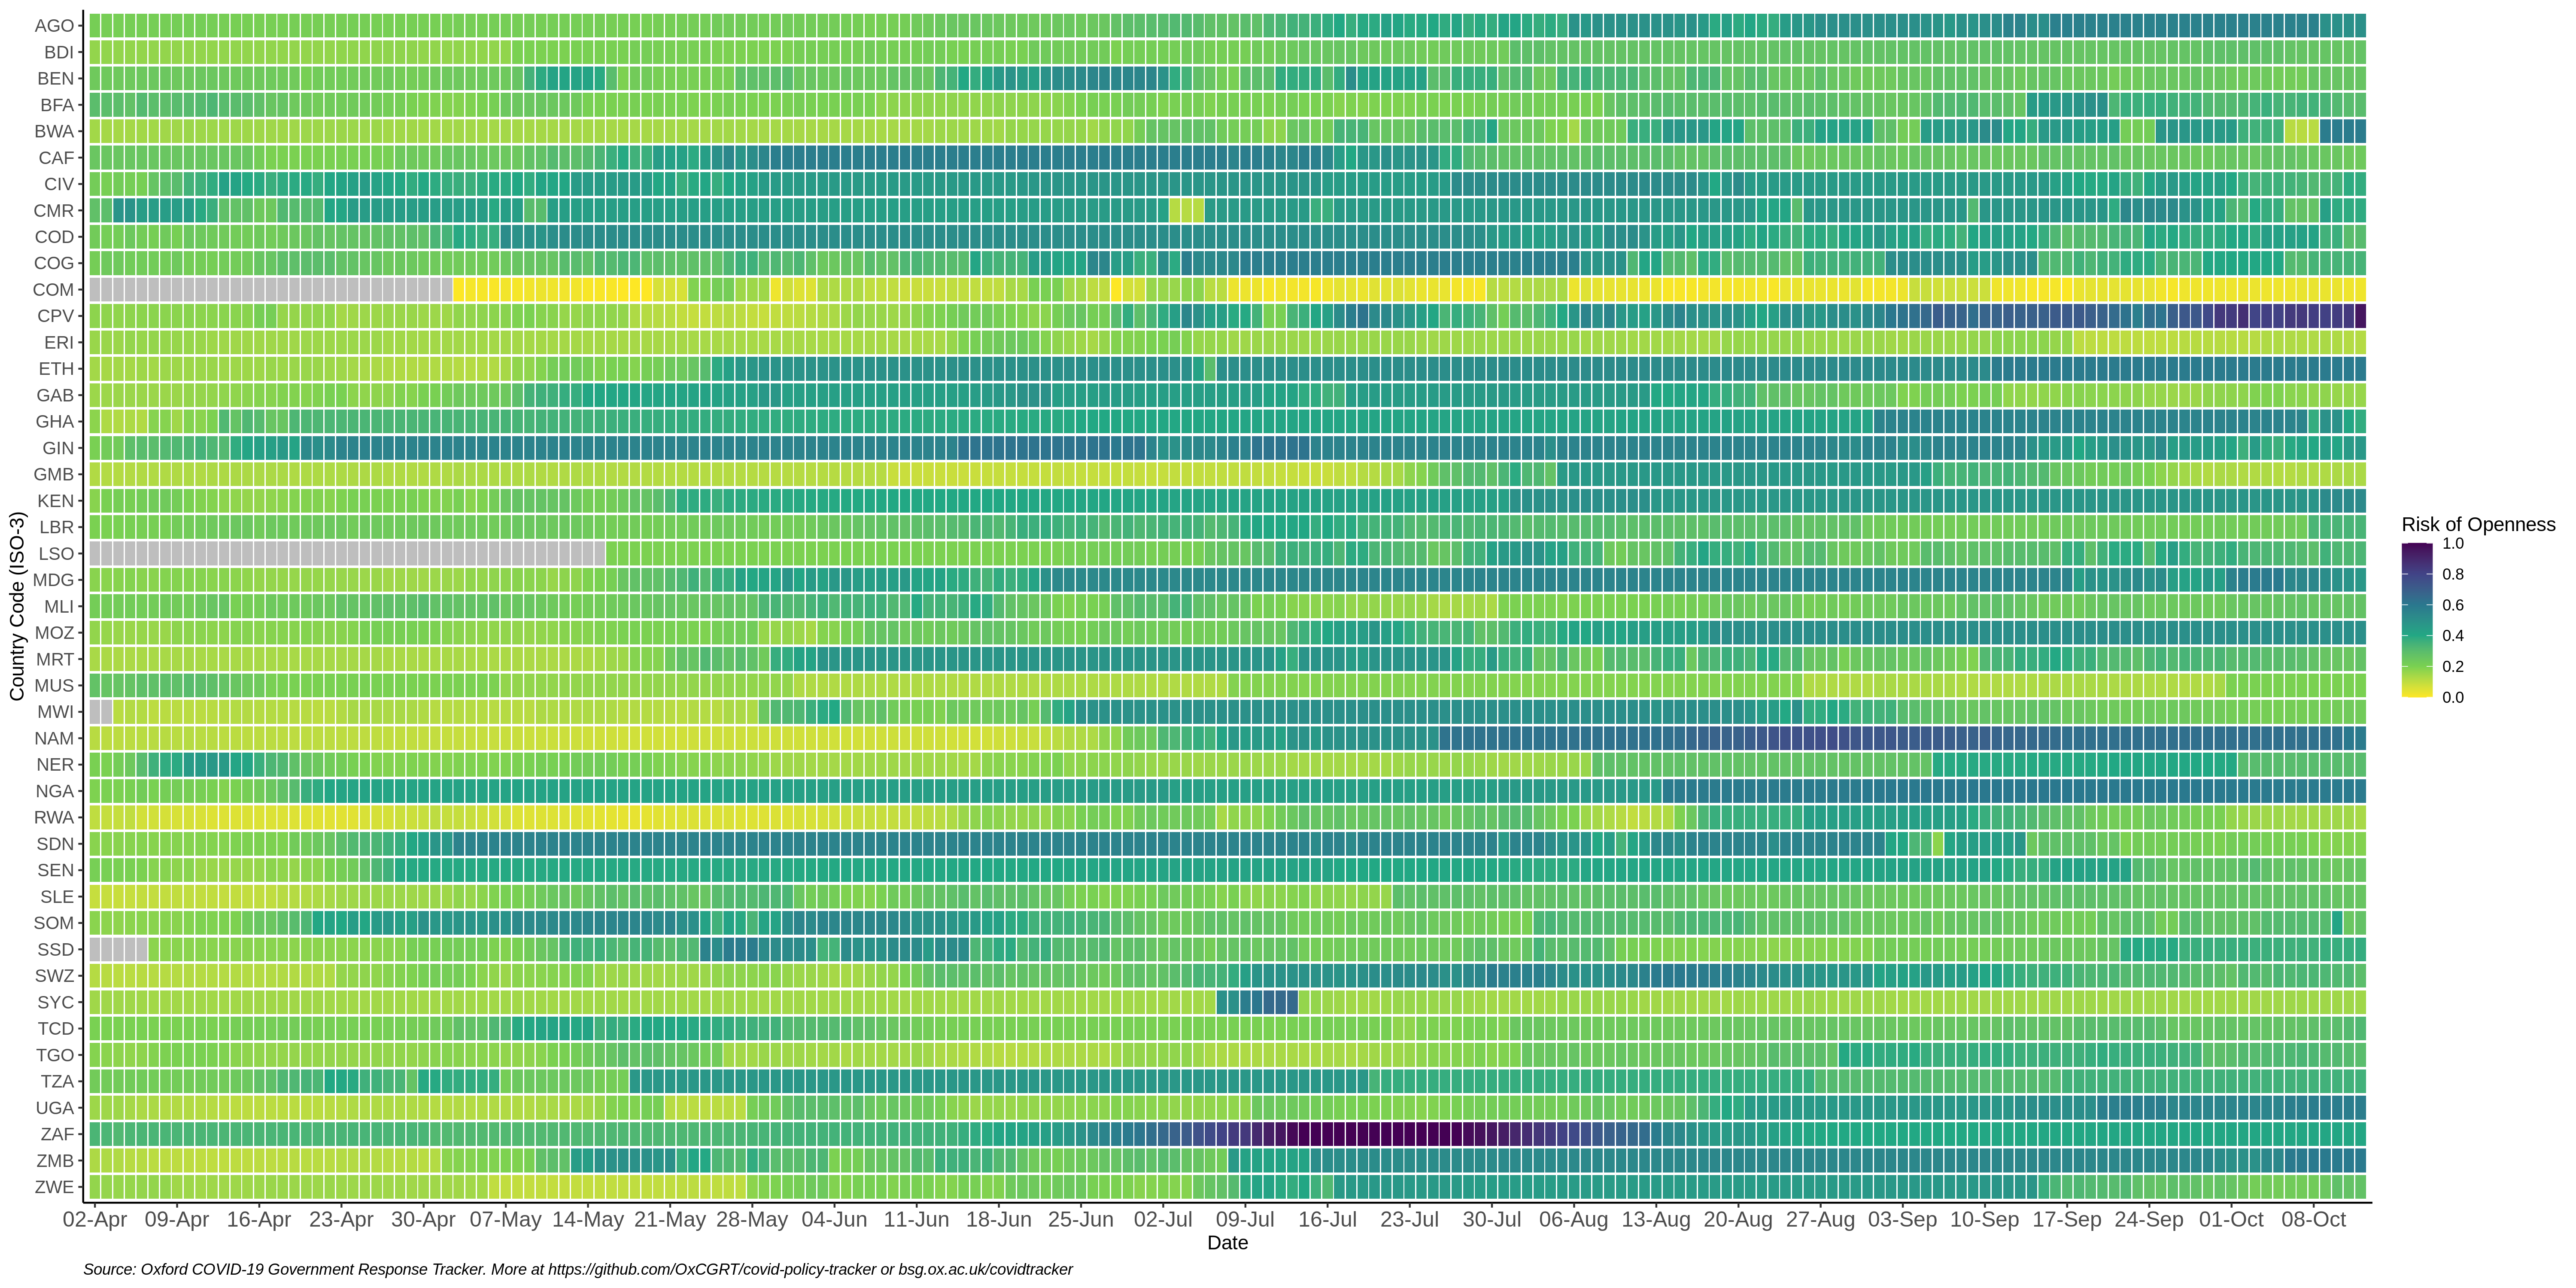 AGO
BDI
BEN
BFA
BWA
CAF
CIV
CMR
COD
COG
COM
CPV
ERI
ETH
GAB
GHA
GIN
GMB
KEN
LBR
LSO
MDG
MLI
MOZ
MRT
MUS
MWI
NAM
NER
NGA
RWA
SDN
SEN
SLE
SOM
SSD
SWZ
SYC
TCD
TGO
TZA
UGA
ZAF
ZMB
ZWE
Country Code (ISO-3)
02-Apr 09-Apr 16-Apr 23-Apr 30-Apr 07-May 14-May 21-May 28-May 04-Jun 11-Jun 18-Jun 25-Jun 02-Jul 09-Jul 16-Jul 23-Jul 30-Jul 06-Aug 13-Aug 20-Aug 27-Aug 03-Sep 10-Sep 17-Sep 24-Sep 01-Oct 08-Oct
Date
Risk of Openness
1.0
0.8
0.6
0.4
0.2
0.0
Source: Oxford COVID-19 Government Response Tracker. More at https://github.com/OxCGRT/covid-policy-tracker or bsg.ox.ac.uk/covidtracker